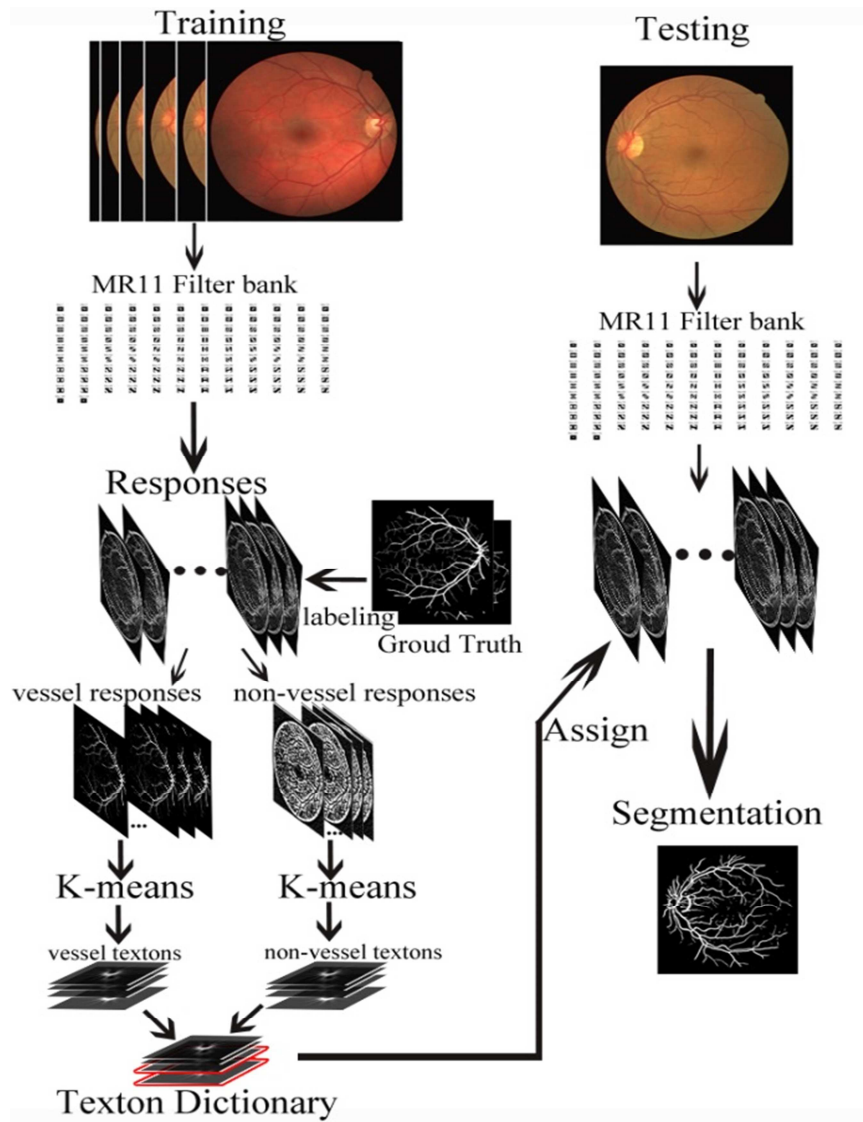 Training
MR11 Filter bank
Responses
labeling
Groud Truth
vessel responses
non-vessel responses
...
...
K-means
K-means
vessel textons
non-vessel textons
Texton Dictionary
Testing
MR11 Filter bank
Assign
Segmentation